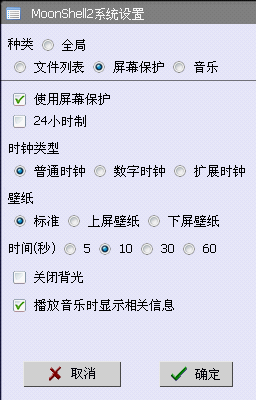 MoonShell2系统设置
种类 全局
文件列表 屏幕保护 音乐
使用屏幕保护
24小时制
时钟类型
普通时钟 数字时钟 扩展时钟
壁纸
标准 上屏壁纸 下屏壁纸
时间(秒) 5 10 30 60
关闭背光
播放音乐时显示相关信息
取消 确定